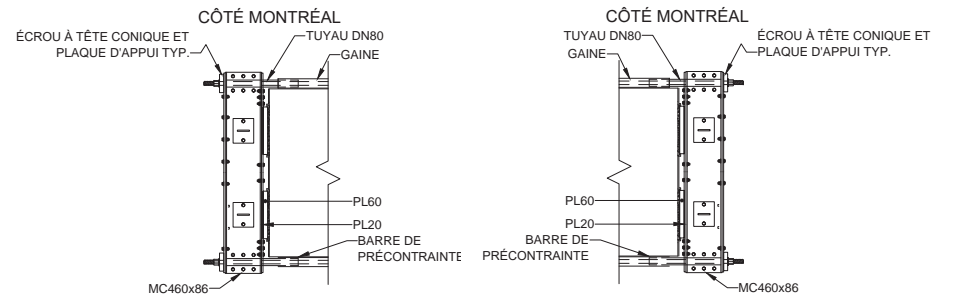 CÔTÉ MONTRÉAL
ÉCROU À TÊTE CONIQUE ET
PLAQUE D'APPUI TYP.
TUYAU DN80
GAINE
PL60
PL20
BARRE DE
PRÉCONTRAINTE
MC460x86
CÔTÉ MONTRÉAL
TUYAU DN80
GAINE
ÉCROU À TÊTE CONIQUE ET
PLAQUE D'APPUI TYP.
PL60
PL20
BARRE DE
PRÉCONTRAINTE
MC460x86